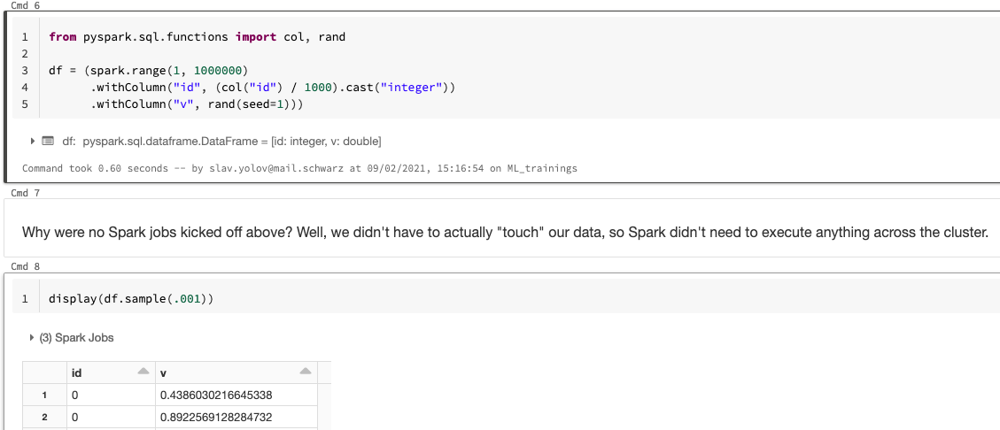 Cmd 6
1 from pyspark.sql.functions import col, rand
2
3 df = (spark.range(1, 1000000)
4 .withColumn("id", (col("id") / 1000).cast("integer"))
5 .withColumn("v", rand(seed=1)))
df: pyspark.sql.dataframe.DataFrame = [id: integer, v: double]
Command took 0.60 seconds -- by slav.yolov@mail.schwarz at 09/02/2021, 15:16:54 on ML_trainings
Cmd 7
Why were no Spark jobs kicked off above? Well, we didn't have to actually "touch" our data, so Spark didn't need to execute anything across the cluster.
Cmd 8
1 display(df.sample(.001))
(3) Spark Jobs
id v
1 0 0.4386030216645338
2 0 0.8922569128284732